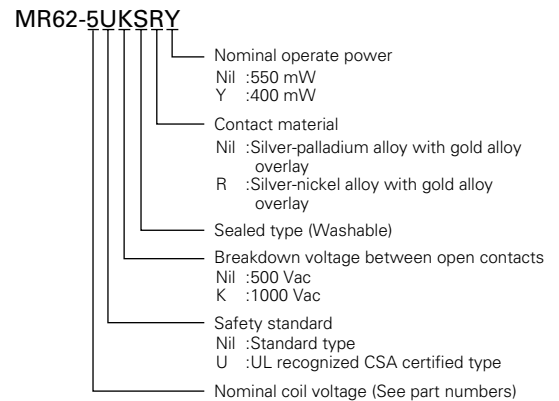 MR62-5UKSRY
Nominal operate power
Nil :550 mW
Y :400 mW
Contact material
Nil :Silver-palladium alloy with gold alloy
overlay
R :Silver-nickel alloy with gold alloy
overlay
Sealed type (Washable)
Breakdown voltage between open contacts
Nil :500 Vac
K :1000 Vac
Safety standard
Nil :Standard type
U :UL recognized CSA certified type
Nominal coil voltage (See part numbers)